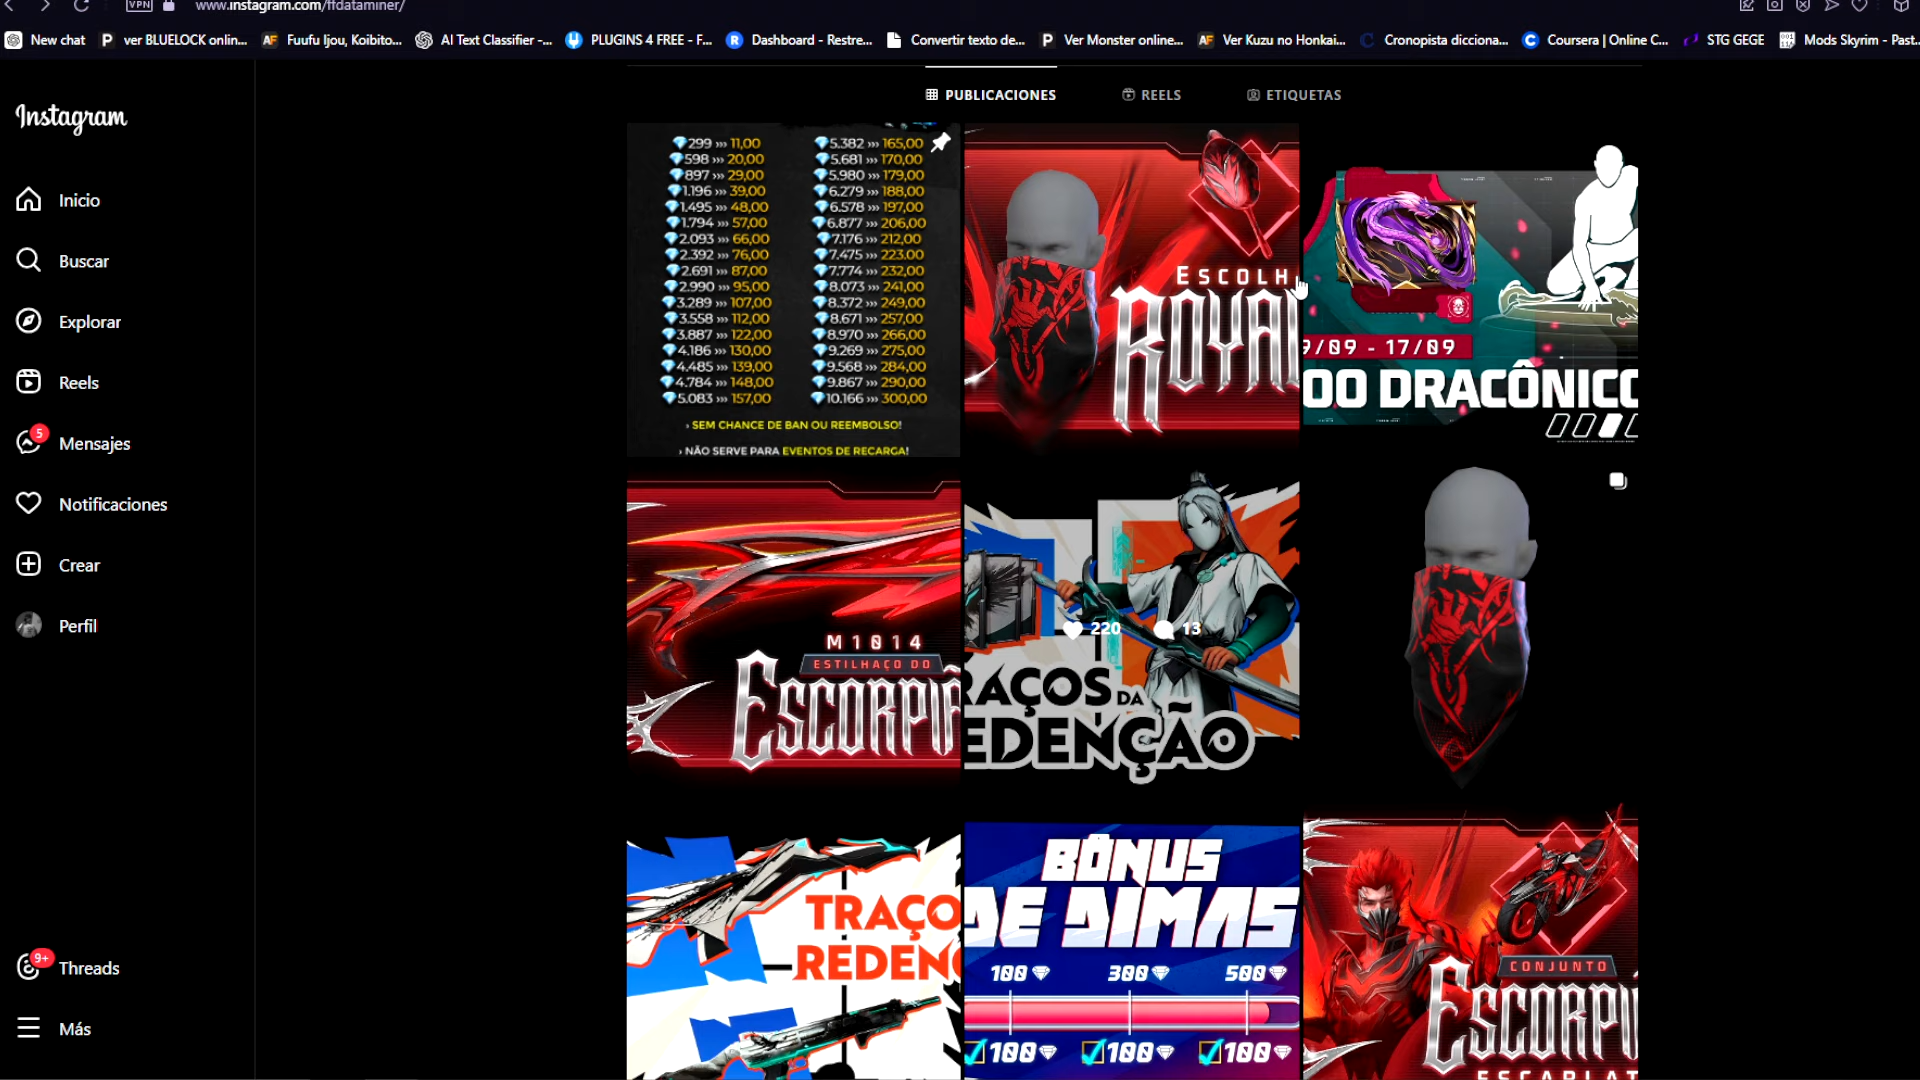 VPN
www.instagram.com/ffdataminer/
New chat
ver BLUELOCK onlin...
Fuufu Ijou, Koibito...
AI Text Classifier -...
PLUGINS 4 FREE - F...
Dashboard - Restre...
Convertir texto de...
Ver Monster online...
Ver Kuzu no Honkai...
Cronopista dicciona...
Coursera | Online C...
STG GEGE
Mods Skyrim - Past...
Instagram
Inicio
Buscar
Explorar
Reels
5
Mensajes
Notificaciones
Crear
Perfil
9+
Threads
Más
PUBLICACIONES
REELS
ETIQUETAS
299 ››› 11,00
598 ››› 20,00
897 ››› 29,00
1.196 ››› 39,00
1.495 ››› 48,00
1.794 ››› 57,00
2.093 ››› 66,00
2.392 ››› 76,00
2.691 ››› 87,00
2.990 ››› 95,00
3.289 ››› 107,00
3.558 ››› 112,00
3.887 ››› 122,00
4.186 ››› 130,00
4.485 ››› 139,00
4.784 ››› 148,00
5.083 ››› 157,00
5.382 ››› 165,00
5.681 ››› 170,00
5.980 ››› 179,00
6.279 ››› 188,00
6.578 ››› 197,00
6.877 ››› 206,00
7.176 ››› 212,00
7.475 ››› 223.00
7.774 ››› 232,00
8.073 ››› 241,00
8.372 ››› 249,00
8.671 ››› 257,00
8.970 ››› 266,00
9.269 ››› 275,00
9.568 ››› 284,00
9.867 ››› 290,00
10.166 ››› 300,00
› SEM CHANCE DE BAN OU REEMBOLSO!
› NÃO SERVE PARA EVENTOS DE RECARGA!
ESCOLH
ROYAL
9/09 - 17/09
OO DRACÔNICO
M1014
ESTILHAÇO DO
ESCORPIÃ
220 13
RAÇOS DA
EDENÇÃO
TRAÇO
REDENÇ
BÔNUS
DE DIMAS
100 300 500
100 100 100
CONJUNTO
ESCORPI
ESCARLAT